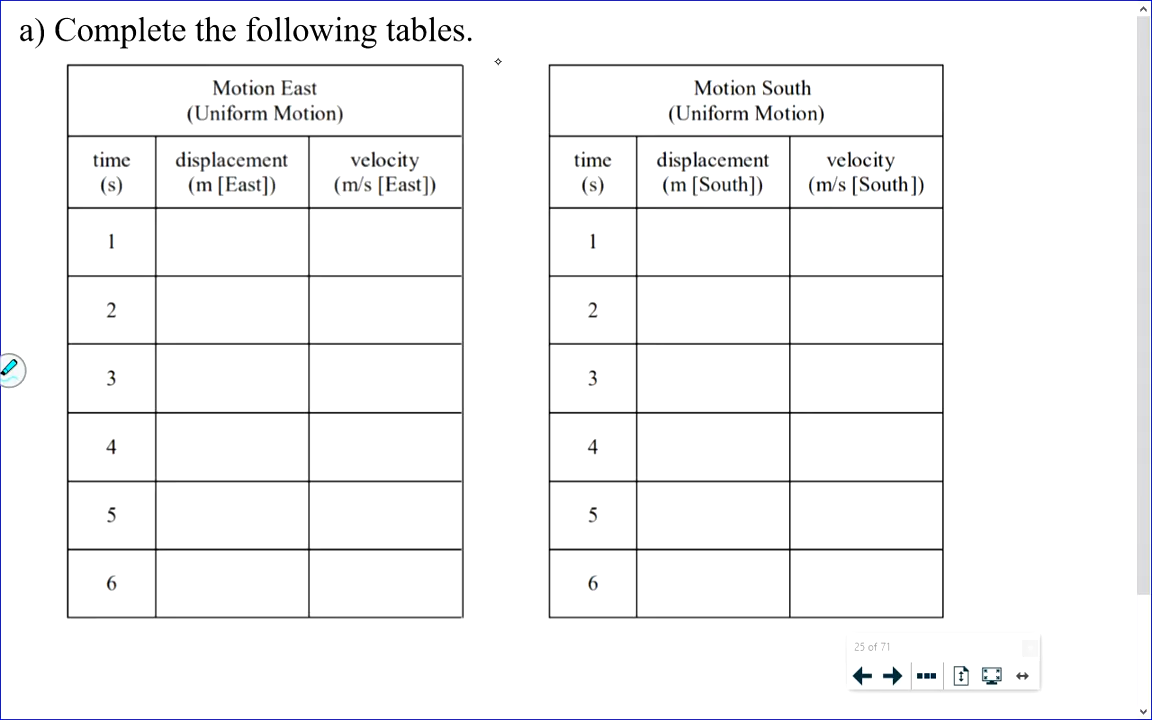 a) Complete the following tables.
Motion East
(Uniform Motion)
time
(s)
displacement
(m [East])
velocity
(m/s [East])
1
2
3
4
5
6
Motion South
(Uniform Motion)
time
(s)
displacement
(m [South])
velocity
(m/s [South])
1
2
3
4
5
6
25 of 71